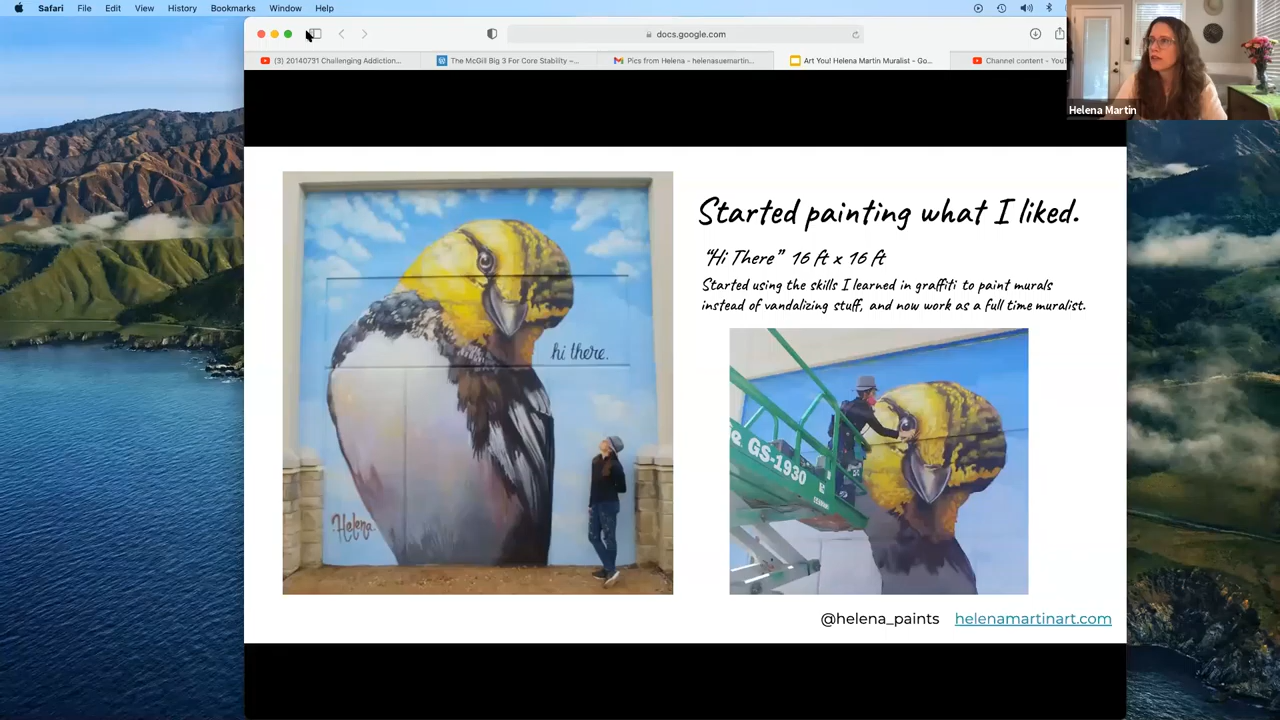 Safari File Edit View History Bookmarks Window Help
docs.google.com
(3) 20140731 Challenging Addiction...
The McGill Big 3 For Core Stability –...
Pics from Helena - helenasuemartin...
Art You! Helena Martin Muralist - Go...
Channel content - YouT
Helena Martin
Started painting what I liked.
"Hi There" 16 ft x 16 ft
Started using the skills I learned in graffiti to paint murals
instead of vandalizing stuff, and now work as a full time muralist.
hi there.
Helena
GS-1930
@helena_paints helenamartinart.com